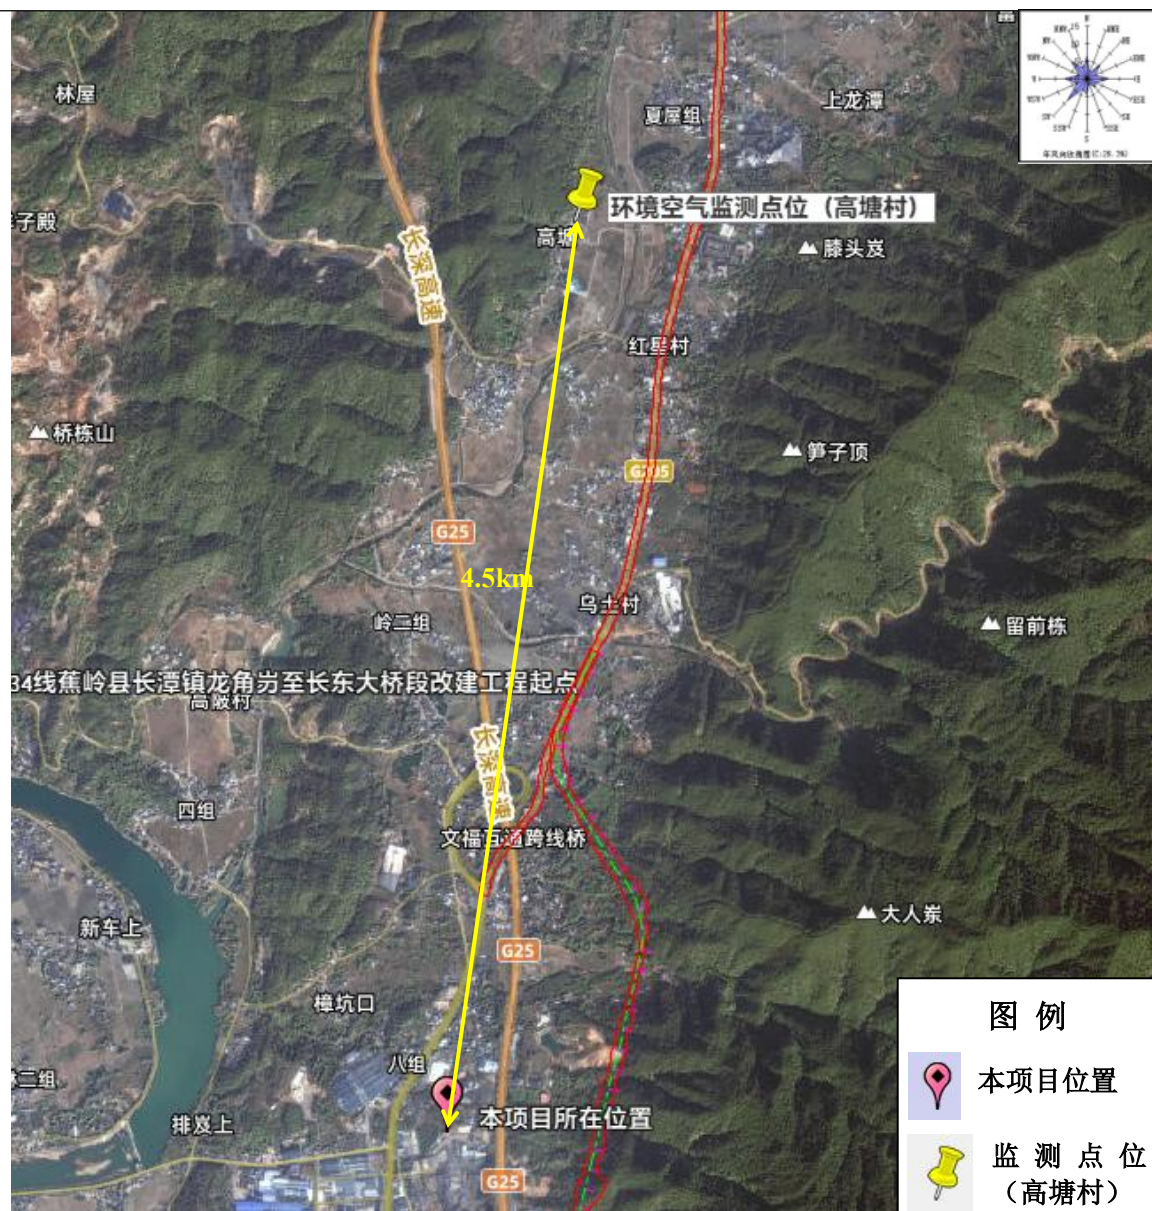 林屋
夏屋组
上龙潭
环境空气监测点位（高塘村）
子殿
高塘
膝头岌
长深高速
红星村
桥栋山
笋子顶
G205
G25
4.5km
乌土村
岭二组
留前栋
34线蕉岭县长潭镇龙角岃至长东大桥段改建工程起点
高陂村
长深高速
四组
文福互通跨线桥
大人岽
新车上
G25
樟坑口
图 例
八组
二组
本项目位置
本项目所在位置
排岌上
监 测 点 位
（高塘村）
G25